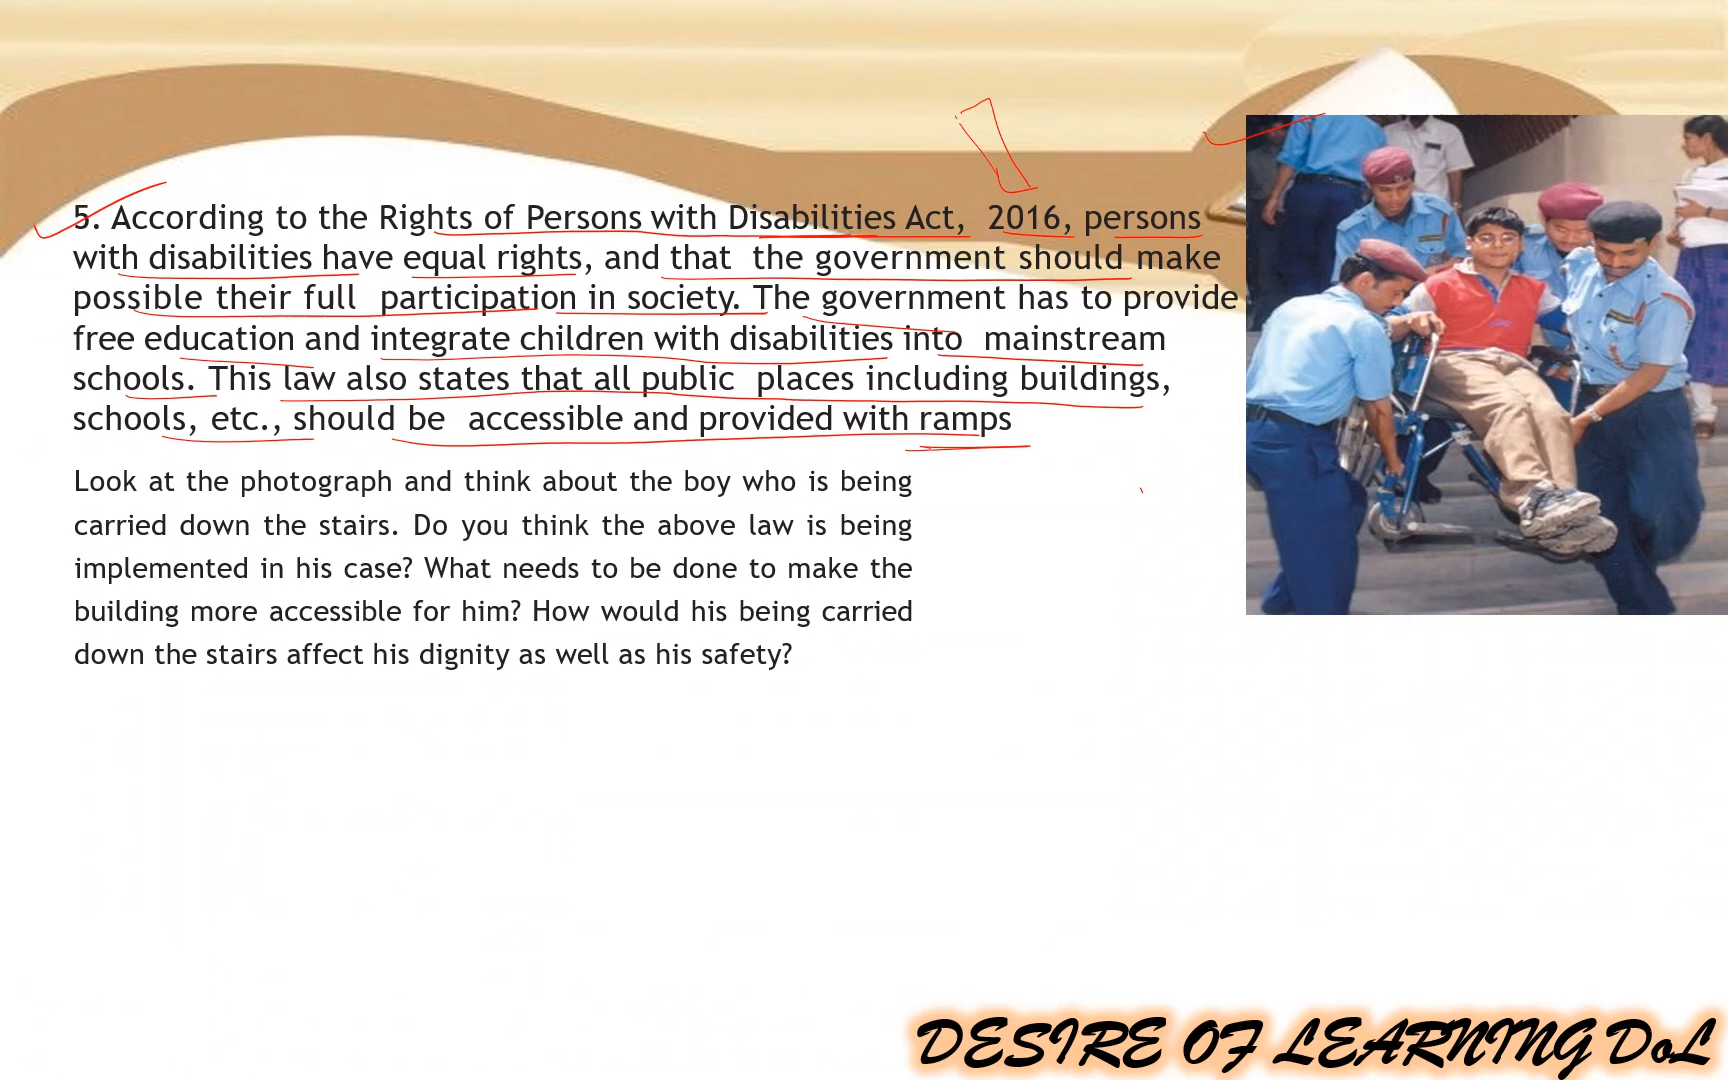 5. According to the Rights of Persons with Disabilities Act, 2016, persons
with disabilities have equal rights, and that the government should make
possible their full participation in society. The government has to provide
free education and integrate children with disabilities into mainstream
schools. This law also states that all public places including buildings,
schools, etc., should be accessible and provided with ramps
Look at the photograph and think about the boy who is being
carried down the stairs. Do you think the above law is being
implemented in his case? What needs to be done to make the
building more accessible for him? How would his being carried
down the stairs affect his dignity as well as his safety?
DESIRE OF LEARNING DoL